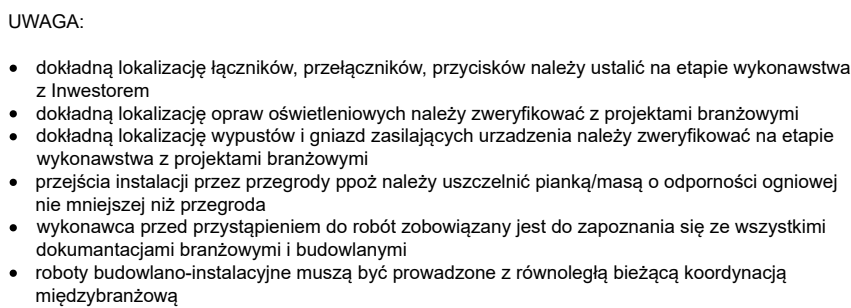 UWAGA:
• dokładną lokalizację łączników, przełączników, przycisków należy ustalić na etapie wykonawstwa
z Inwestorem
• dokładną lokalizację opraw oświetleniowych należy zweryfikować z projektami branżowymi
• dokładną lokalizację wypustów i gniazd zasilających urzadzenia należy zweryfikować na etapie
wykonawstwa z projektami branżowymi
• przejścia instalacji przez przegrody ppoż należy uszczelnić pianką/masą o odporności ogniowej
nie mniejszej niż przegroda
• wykonawca przed przystąpieniem do robót zobowiązany jest do zapoznania się ze wszystkimi
dokumantacjami branżowymi i budowlanymi
• roboty budowlano-instalacyjne muszą być prowadzone z równoległą bieżącą koordynacją
międzybranżową